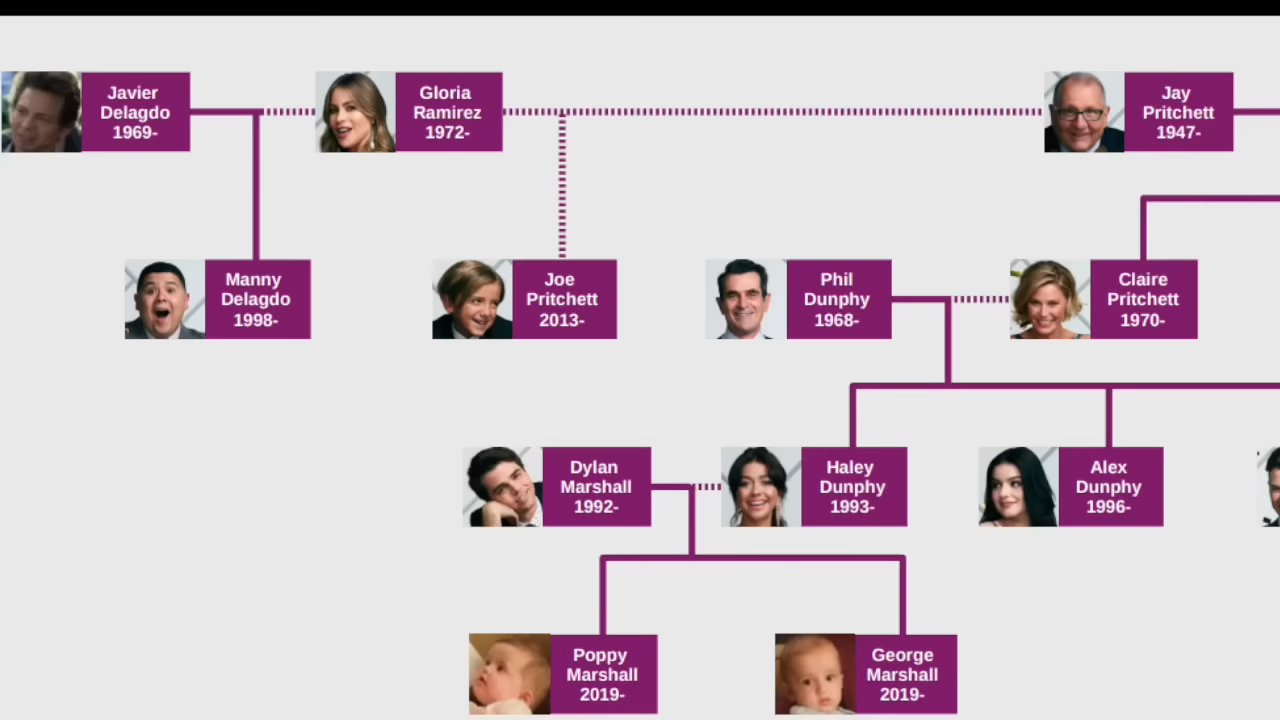 Javier
Delagdo
1969-
Gloria
Ramirez
1972-
Jay
Pritchett
1947-
Manny
Delagdo
1998-
Joe
Pritchett
2013-
Phil
Dunphy
1968-
Claire
Pritchett
1970-
Dylan
Marshall
1992-
Haley
Dunphy
1993-
Alex
Dunphy
1996-
Poppy
Marshall
2019-
George
Marshall
2019-